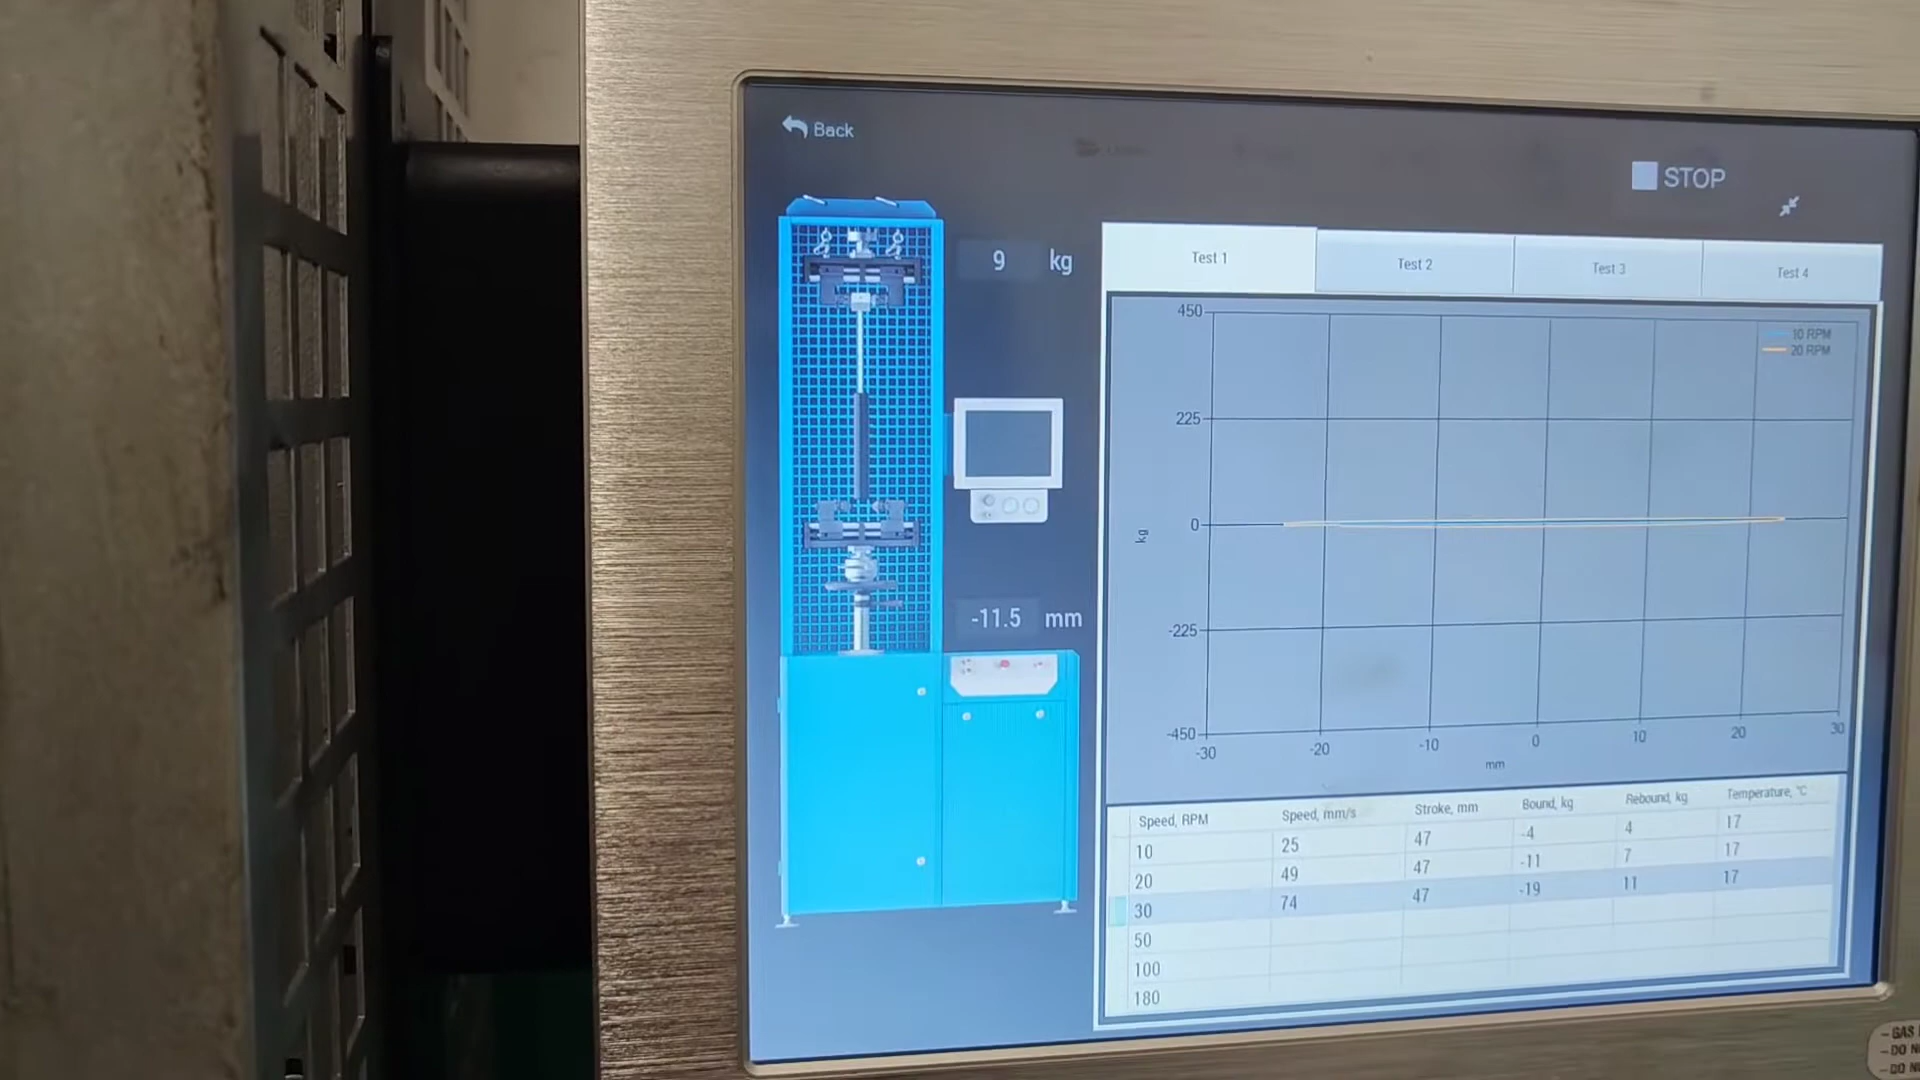 Back
STOP
9 kg
-11.5 mm
Test 1 Test 2 Test 3 Test 4
10 RPM
20 RPM
450
225
0
-225
-450
kg
-30 -20 -10 0 10 20 30
mm
Speed, RPM Speed, mm/s Stroke, mm Bound, kg Rebound, kg Temperature, °C
10 25 47 -4 4 17
20 49 47 -11 7 17
30 74 47 -19 11 17
50
100
180
- GAS
- DO
- DO